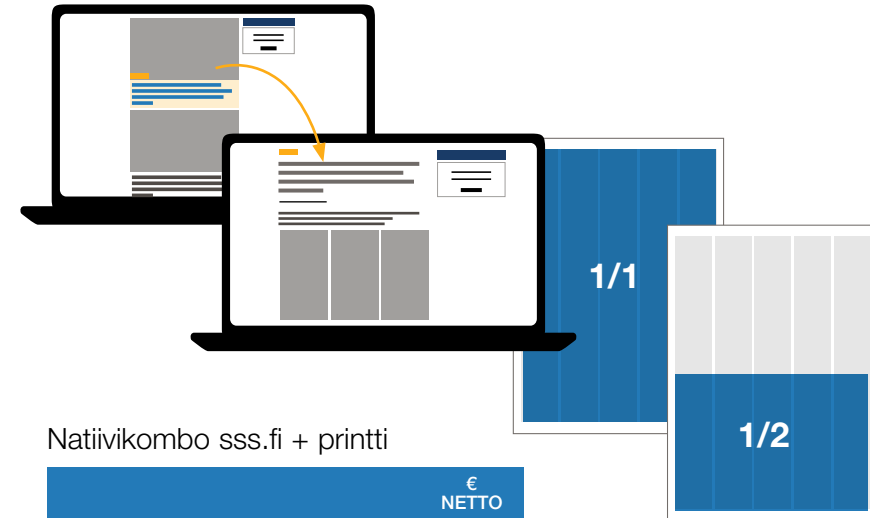 1/1
1/2
Natiivikombo sss.fi + printti
€
NETTO